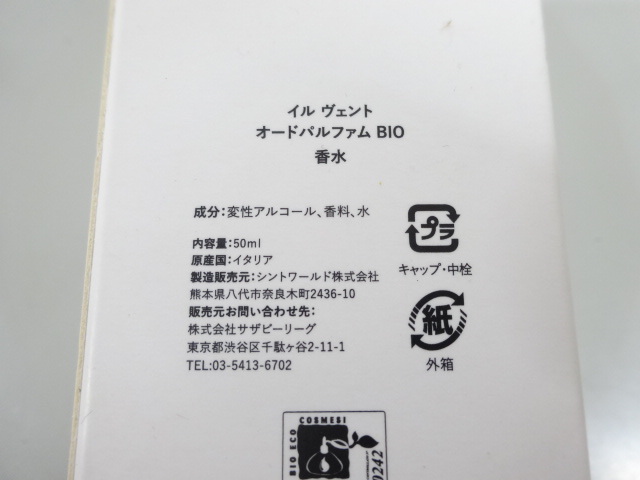 イル ヴェント
オードパルファム BIO
香水
成分：変性アルコール、香料、水
内容量：50ml
原産国：イタリア
製造販売元：シントワールド株式会社
熊本県八代市奈良木町2436-10
販売元お問い合わせ先：
株式会社サザビーリーグ
東京都渋谷区千駄ヶ谷2-11-1
TEL:03-5413-6702
プラ
キャップ・中栓
紙
外箱
BIO ECO
COSMESI
0242